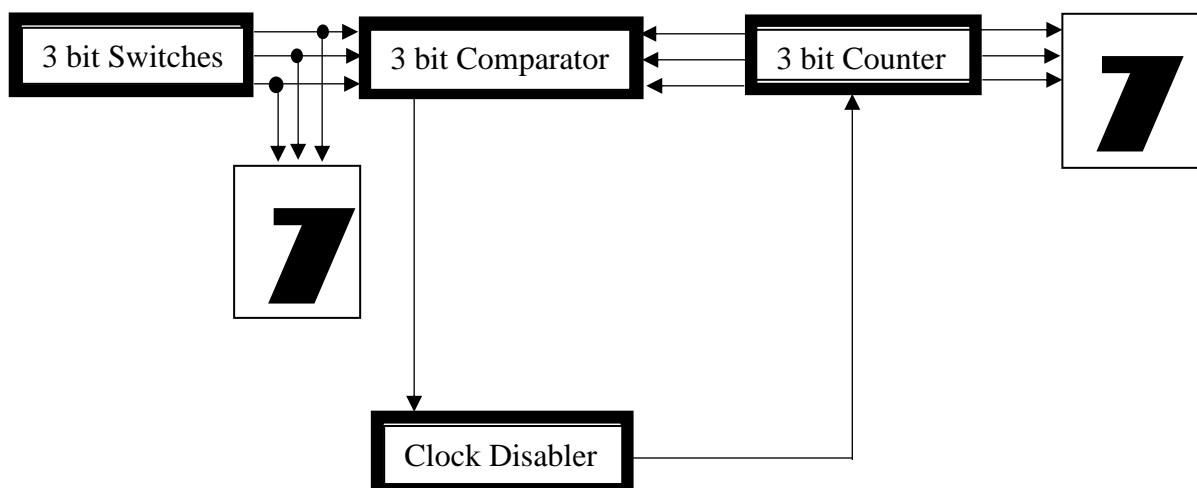 3 bit Switches
3 bit Comparator
3 bit Counter
7
7
Clock Disabler